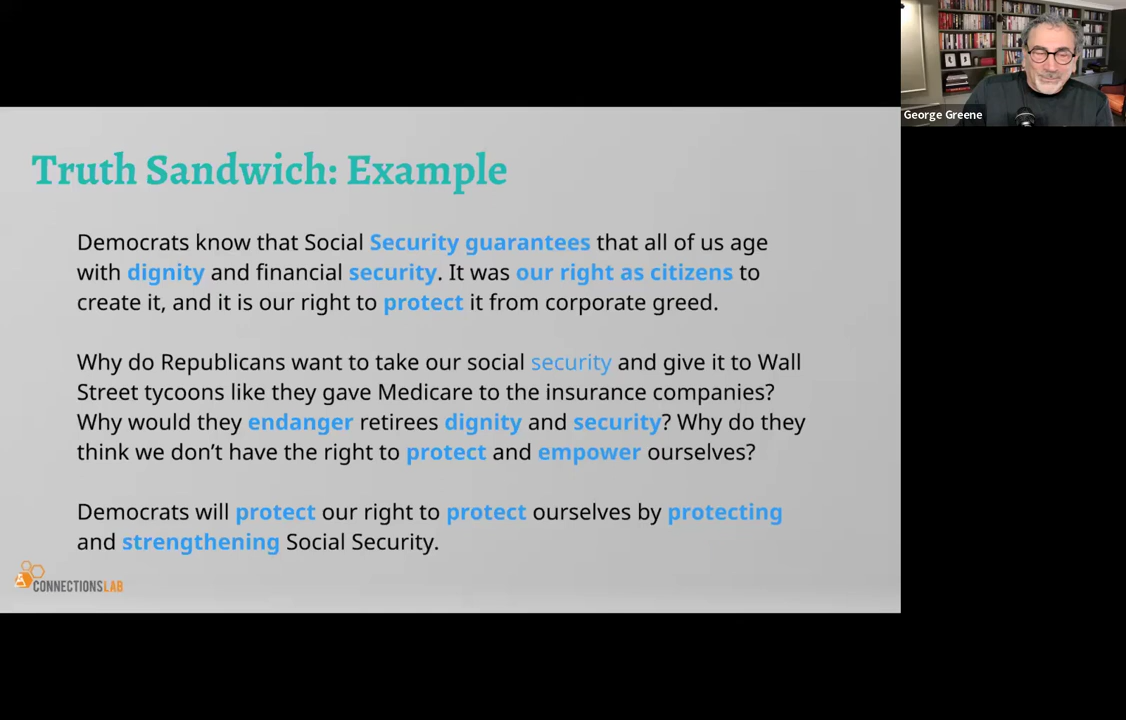 George Greene
Truth Sandwich: Example
Democrats know that Social Security guarantees that all of us age
with dignity and financial security. It was our right as citizens to
create it, and it is our right to protect it from corporate greed.
Why do Republicans want to take our social security and give it to Wall
Street tycoons like they gave Medicare to the insurance companies?
Why would they endanger retirees dignity and security? Why do they
think we don’t have the right to protect and empower ourselves?
Democrats will protect our right to protect ourselves by protecting
and strengthening Social Security.
CONNECTIONSLAB